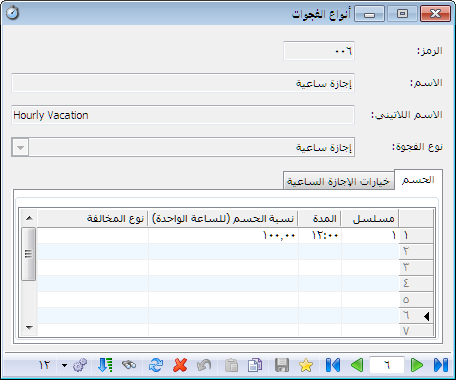 أنواع الفجوات
الرمز: ٠٠٦
الاسم: إجازة ساعية
الاسم اللاتيني: Hourly Vacation
نوع الفجوة: إجازة ساعية
الحسم خيارات الإجازة الساعية
مسلسل المدة نسبة الحسم (للساعة الواحدة) نوع المخالفة
١ ١ ١٢:٠٠ ١٠٠,٠٠
٢
٣
٤
٥
٦
٧
٦ ١٢